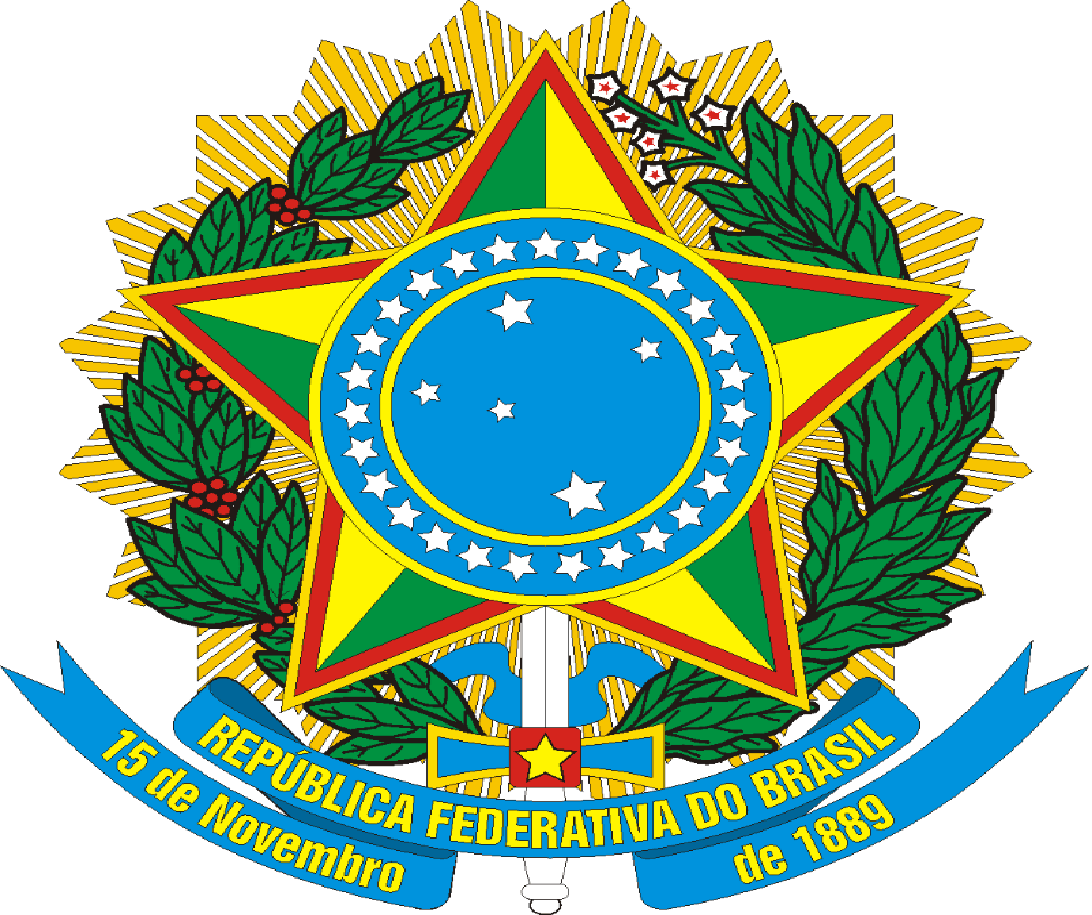 REPÚBLICA FEDERATIVA DO BRASIL
15 de Novembro
de 1889